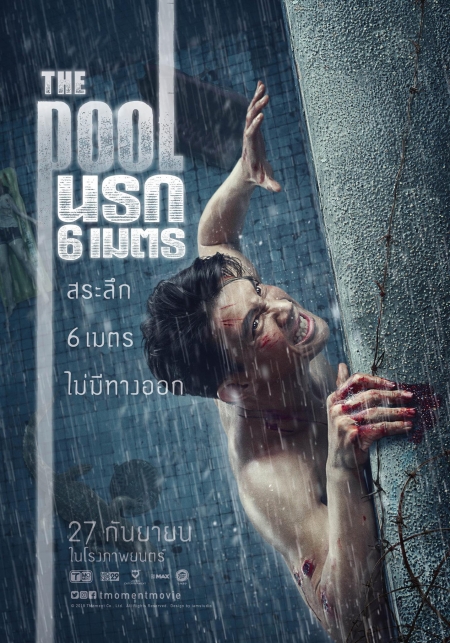 THE
POOL
นรก
6 เมตร
สระลึก
6 เมตร
ไม่มีทางออก
27 กันยายน
ในโรงภาพยนตร์
tmomentmovie